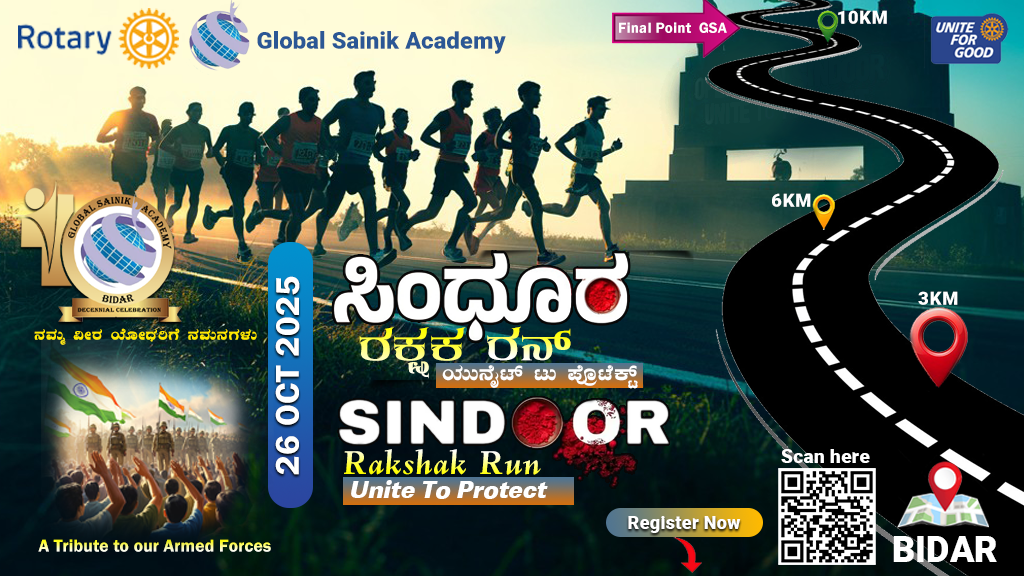 Rotary
Global Sainik Academy
Final Point GSA
10KM
UNITE
FOR
GOOD
6KM
3KM
GLOBAL SAINIK ACADEMY
10
BIDAR
DECENNIAL CELEBRATION
ನಮ್ಮ ವೀರ ಯೋಧರಿಗೆ ನಮನಗಳು
26 OCT 2025
ಸಿಂಧೂರ
ರಕ್ಷಕ ರನ್
ಯುನೈಟ್ ಟು ಪ್ರೊಟೆಕ್ಟ್
SINDOOR
Rakshak Run
Unite To Protect
A Tribute to our Armed Forces
Register Now
Scan here
BIDAR